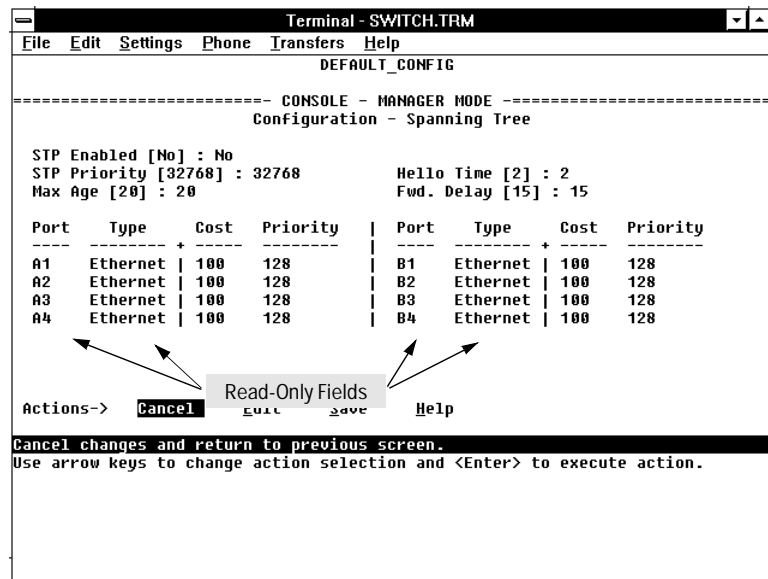 Terminal - SWITCH.TRM
File Edit Settings Phone Transfers Help
DEFAULT_CONFIG
==========================- CONSOLE - MANAGER MODE -===========================
Configuration - Spanning Tree
STP Enabled [No] : No
STP Priority [32768] : 32768 Hello Time [2] : 2
Max Age [20] : 20 Fwd. Delay [15] : 15
Port Type Cost Priority | Port Type Cost Priority
---- -------- + ----- -------- | ---- -------- + ----- --------
A1 Ethernet | 100 128 | B1 Ethernet | 100 128
A2 Ethernet | 100 128 | B2 Ethernet | 100 128
A3 Ethernet | 100 128 | B3 Ethernet | 100 128
A4 Ethernet | 100 128 | B4 Ethernet | 100 128
Read-Only Fields
Actions-> Cancel Edit Save Help
Cancel changes and return to previous screen.
Use arrow keys to change action selection and <Enter> to execute action.